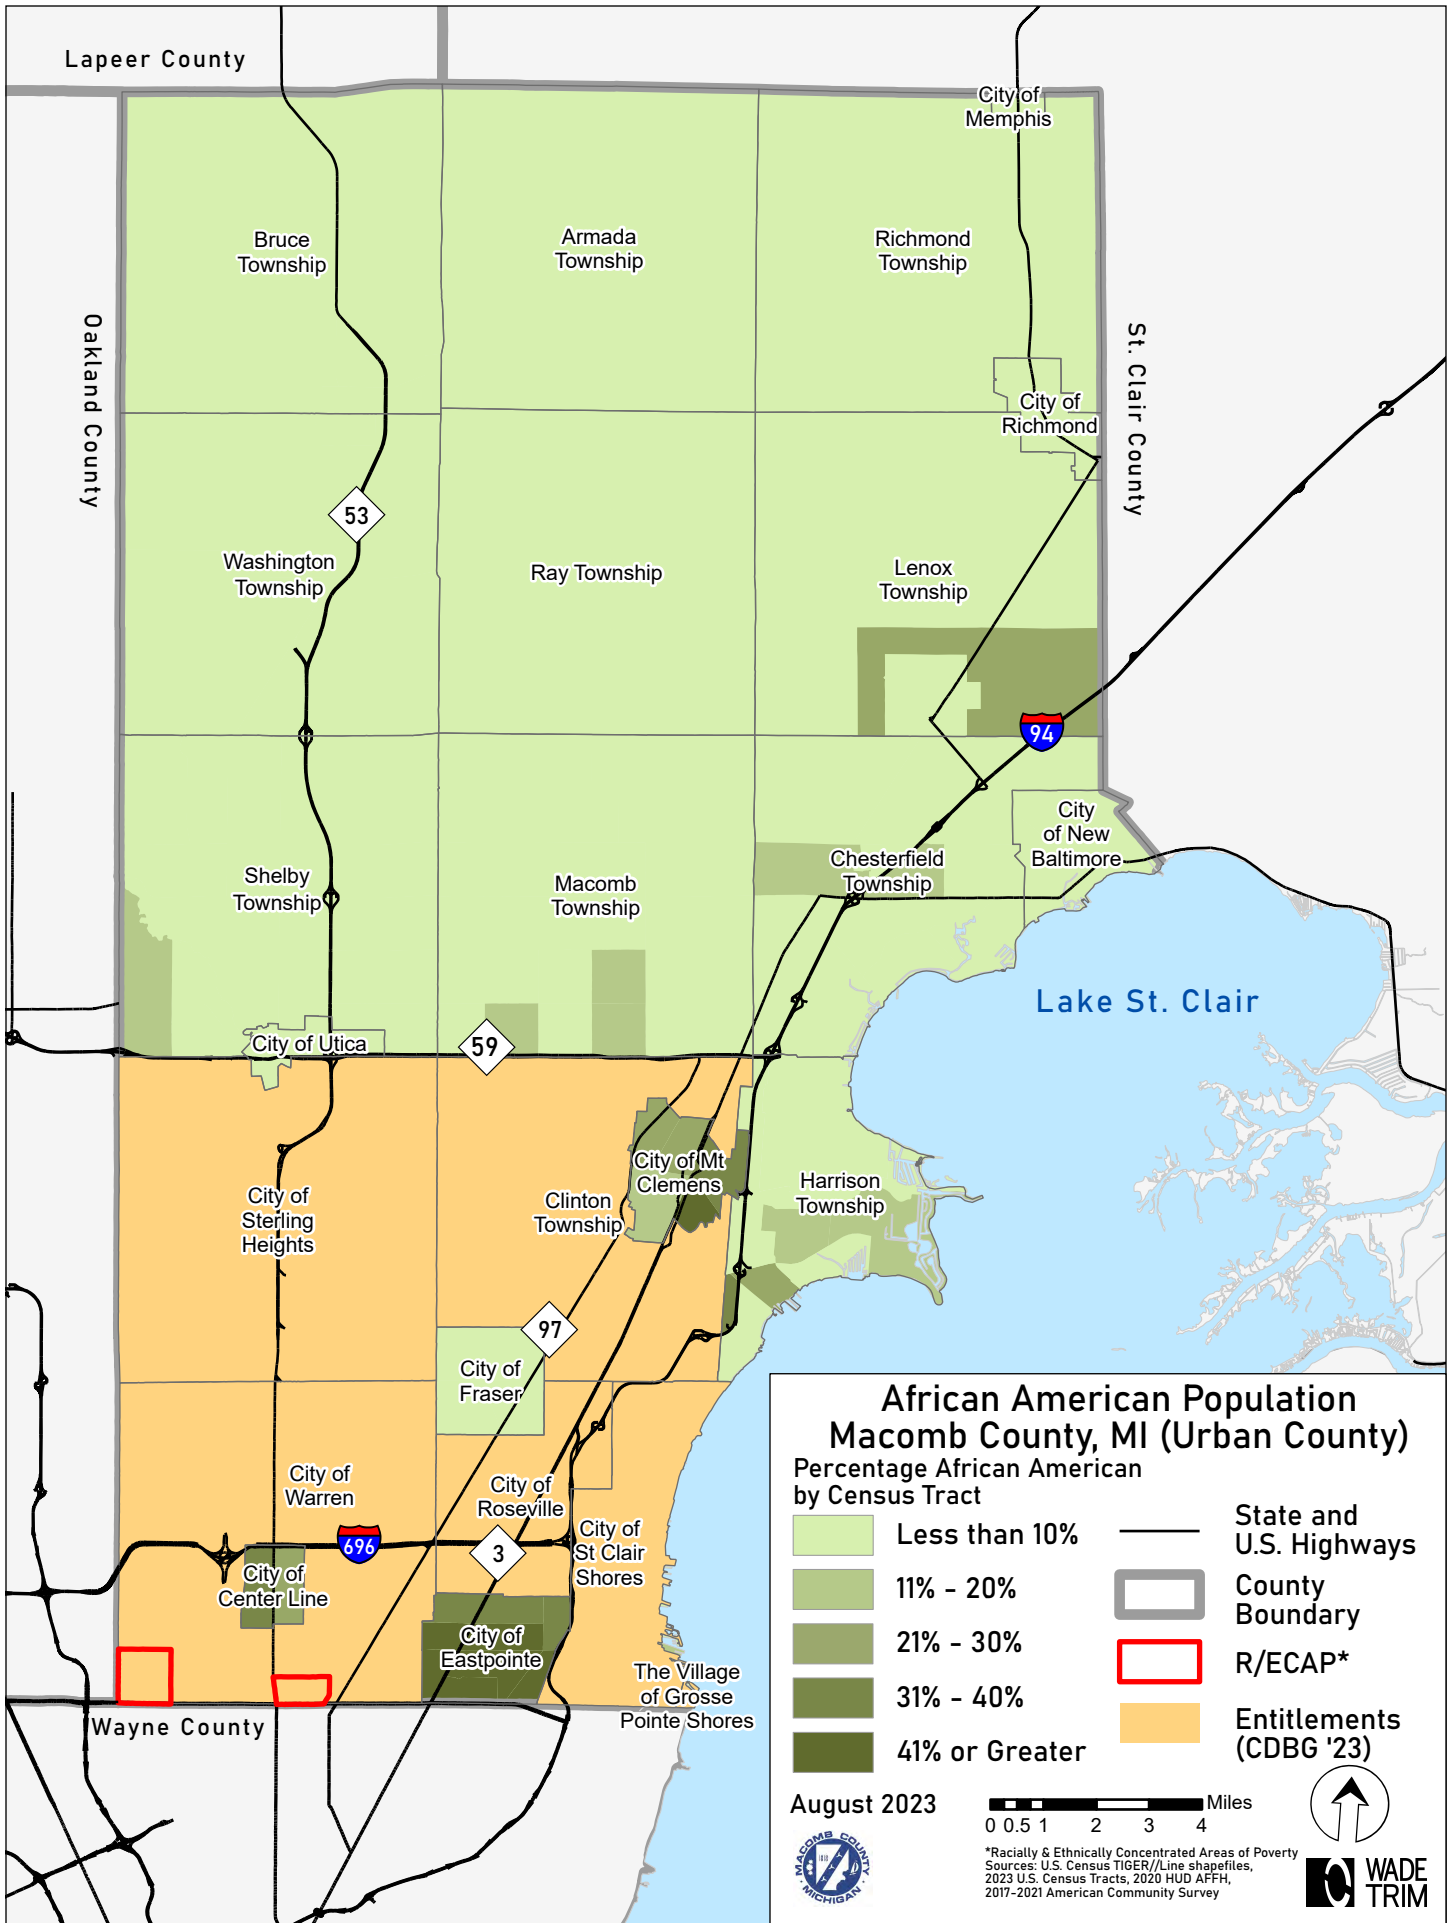 Lapeer County
City of
Memphis
Bruce
Township
Armada
Township
Richmond
Township
Oakland County
St. Clair County
City of
Richmond
53
Washington
Township
Ray Township
Lenox
Township
94
City
of New
Baltimore
Chesterfield
Township
Shelby
Township
Macomb
Township
Lake St. Clair
City of Utica
59
City of Mt
Clemens
Harrison
Township
City of
Sterling
Heights
Clinton
Township
97
City of
Fraser
City of
Warren
City of
Roseville
696
3
City of
St Clair
Shores
City of
Center Line
City of
Eastpointe
The Village
of Grosse
Pointe Shores
Wayne County
African American Population
Macomb County, MI (Urban County)
Percentage African American
by Census Tract
Less than 10%
11% - 20%
21% - 30%
31% - 40%
41% or Greater
State and
U.S. Highways
County
Boundary
R/ECAP*
Entitlements
(CDBG '23)
August 2023
Miles
0 0.5 1 2 3 4
*Racially & Ethnically Concentrated Areas of Poverty
Sources: U.S. Census TIGER//Line shapefiles,
2023 U.S. Census Tracts, 2020 HUD AFFH,
2017-2021 American Community Survey
MACOMB COUNTY
1818
MICHIGAN
WADE
TRIM